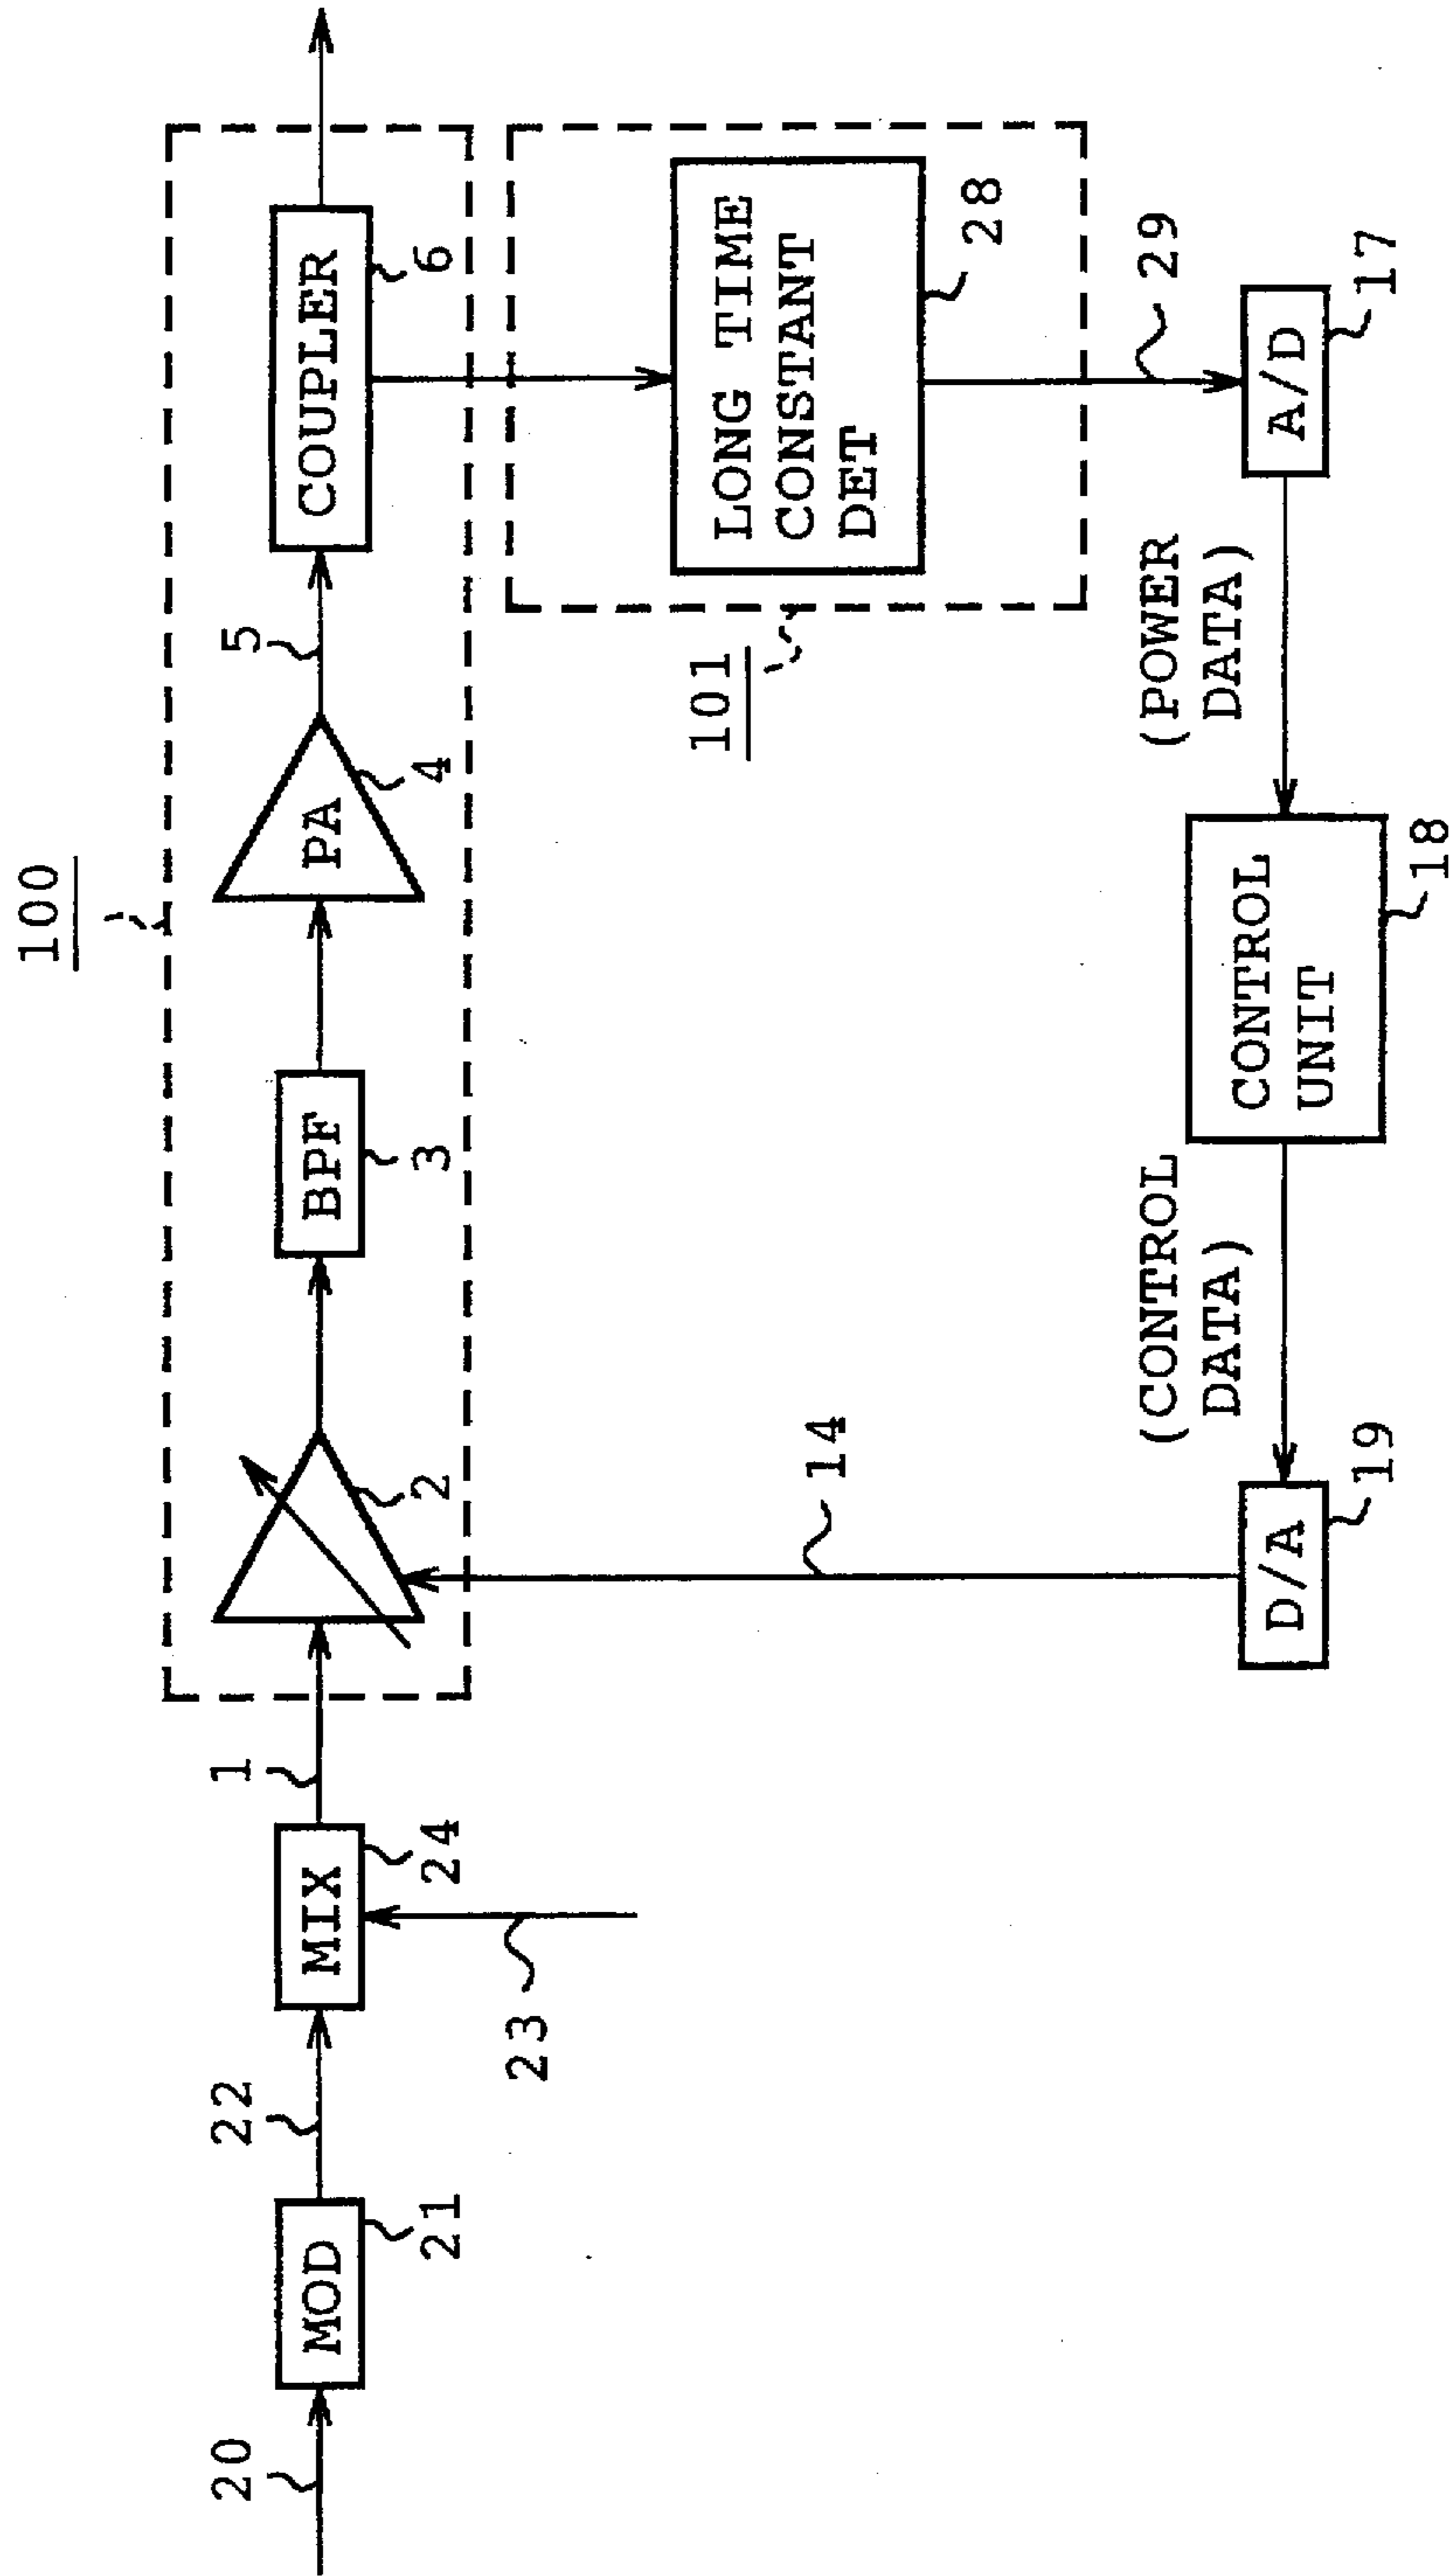 100
20
MOD
21
22
MIX
24
23
1
2
BPF
3
PA
4
5
COUPLER
6
101
LONG TIME
CONSTANT
DET
28
29
A/D
17
(POWER
DATA)
CONTROL
UNIT
18
(CONTROL
DATA)
D/A
19
14